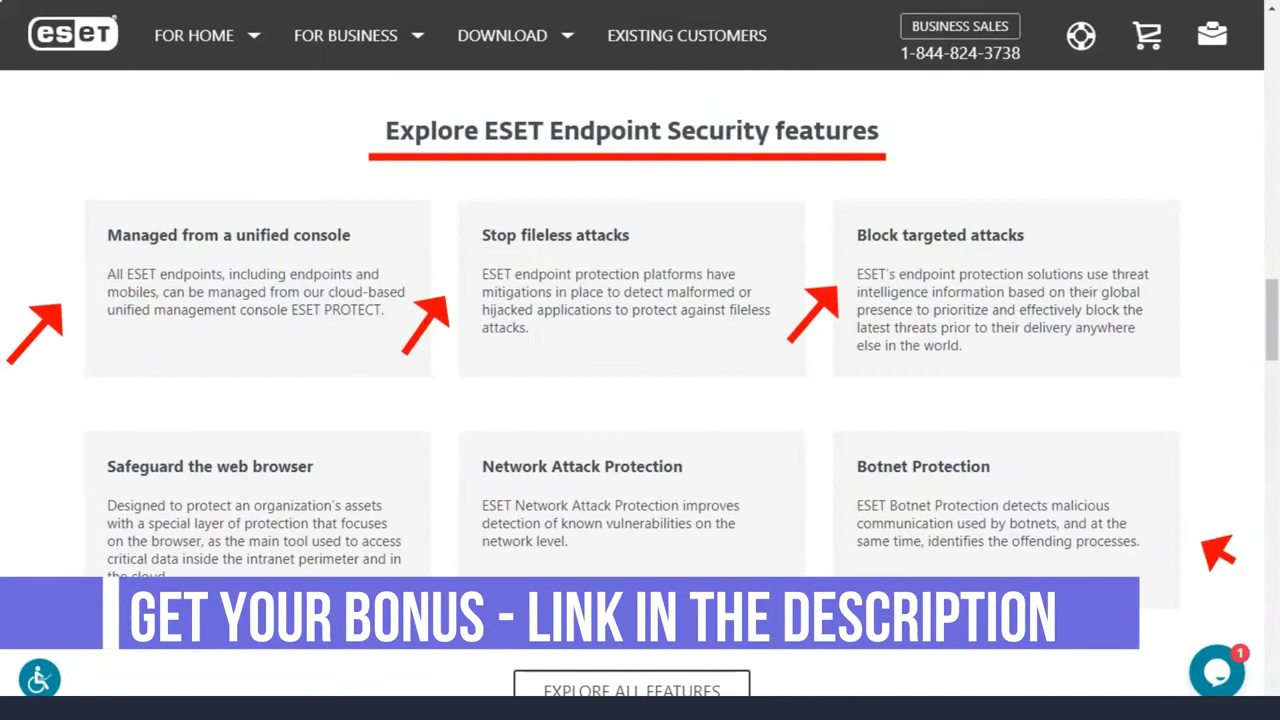 eseT
FOR HOME
FOR BUSINESS
DOWNLOAD
EXISTING CUSTOMERS
BUSINESS SALES
1-844-824-3738
Explore ESET Endpoint Security features
Managed from a unified console
All ESET endpoints, including endpoints and
mobiles, can be managed from our cloud-based
unified management console ESET PROTECT.
Stop fileless attacks
ESET endpoint protection platforms have
mitigations in place to detect malformed or
hijacked applications to protect against fileless
attacks.
Block targeted attacks
ESET's endpoint protection solutions use threat
intelligence information based on their global
presence to prioritize and effectively block the
latest threats prior to their delivery anywhere
else in the world.
Safeguard the web browser
Designed to protect an organization's assets
with a special layer of protection that focuses
on the browser, as the main tool used to access
critical data inside the intranet perimeter and in
the cloud.
Network Attack Protection
ESET Network Attack Protection improves
detection of known vulnerabilities on the
network level.
Botnet Protection
ESET Botnet Protection detects malicious
communication used by botnets, and at the
same time, identifies the offending processes.
GET YOUR BONUS - LINK IN THE DESCRIPTION
EXPLORE ALL FEATURES
1